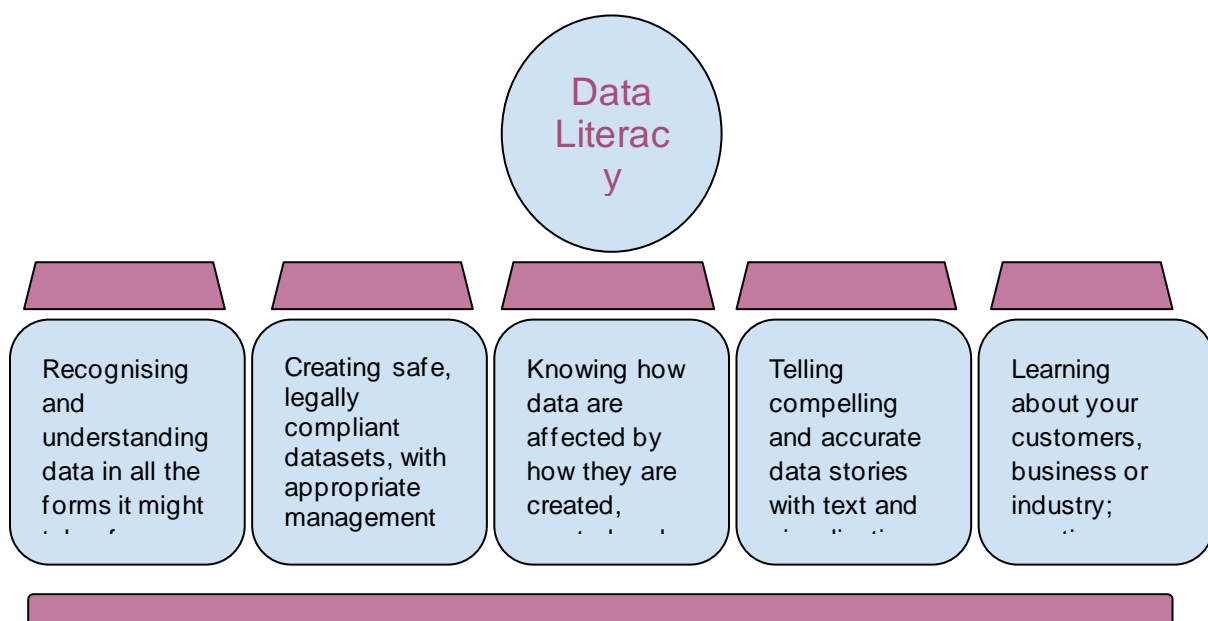 Data
Literac
y
Recognising
and
understanding
data in all the
forms it might
Creating safe,
legally
compliant
datasets, with
appropriate
management
Knowing how
data are
affected by
how they are
created,
Telling
compelling
and accurate
data stories
with text and
Learning
about your
customers,
business or
industry;